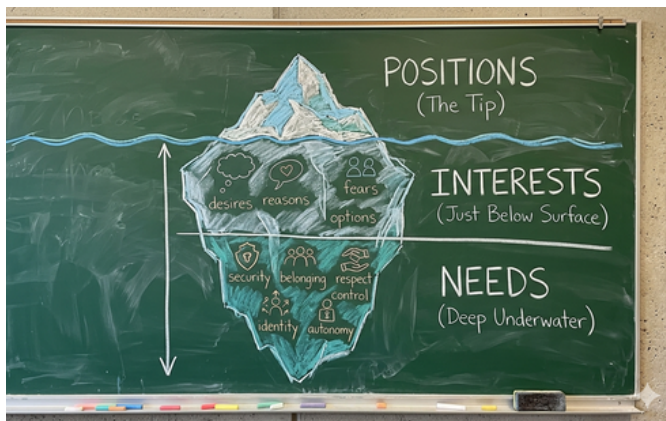 POSITIONS
(The Tip)
INTERESTS
(Just Below Surface)
desires
reasons
fears
options
NEEDS
(Deep Underwater)
security
belonging
respect
control
identity
autonomy